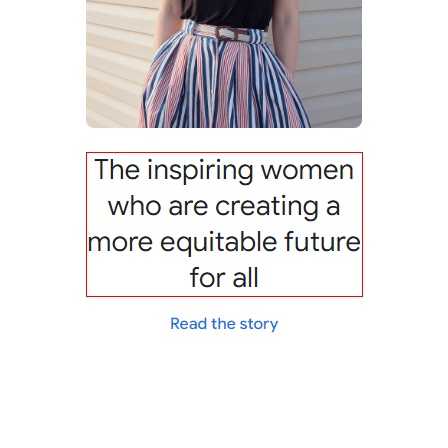 The inspiring women
who are creating a
more equitable future
for all
Read the story